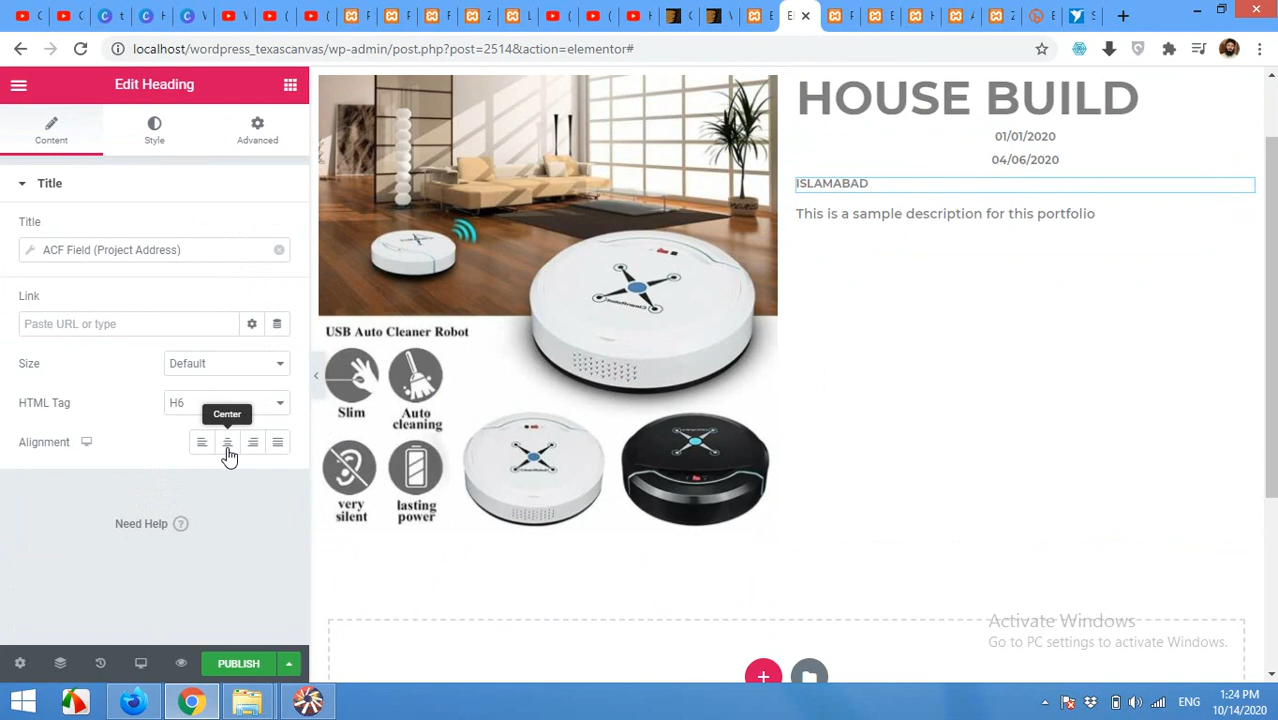 localhost/wordpress_texascanvas/wp-admin/post.php?post=2514&action=elementor#
Edit Heading
Content
Style
Advanced
Title
Title
ACF Field (Project Address)
Link
Paste URL or type
Size
Default
HTML Tag
H6
Center
Alignment
Need Help
PUBLISH
HOUSE BUILD
01/01/2020
04/06/2020
ISLAMABAD
This is a sample description for this portfolio
USB Auto Cleaner Robot
Slim
Auto cleaning
very silent
lasting power
Activate Windows
Go to PC settings to activate Windows.
ENG
1:24 PM
10/14/2020